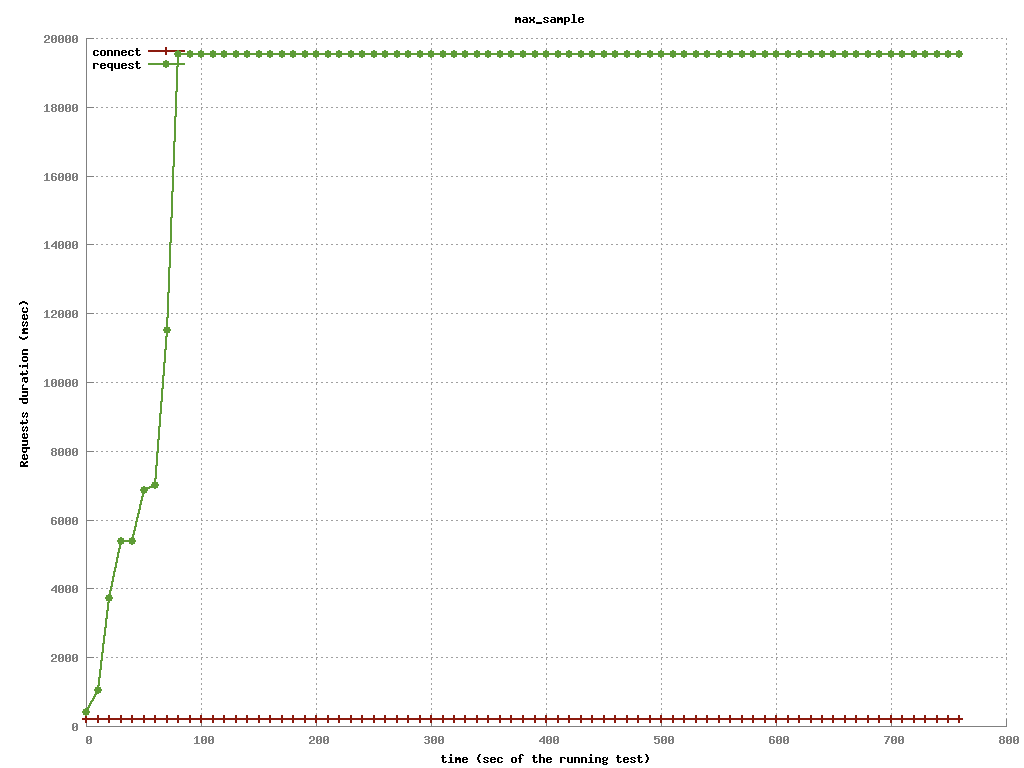 max_sample
20000
18000
16000
14000
12000
10000
8000
6000
4000
2000
0
connect
request
Requests duration (msec)
0 100 200 300 400 500 600 700 800
time (sec of the running test)